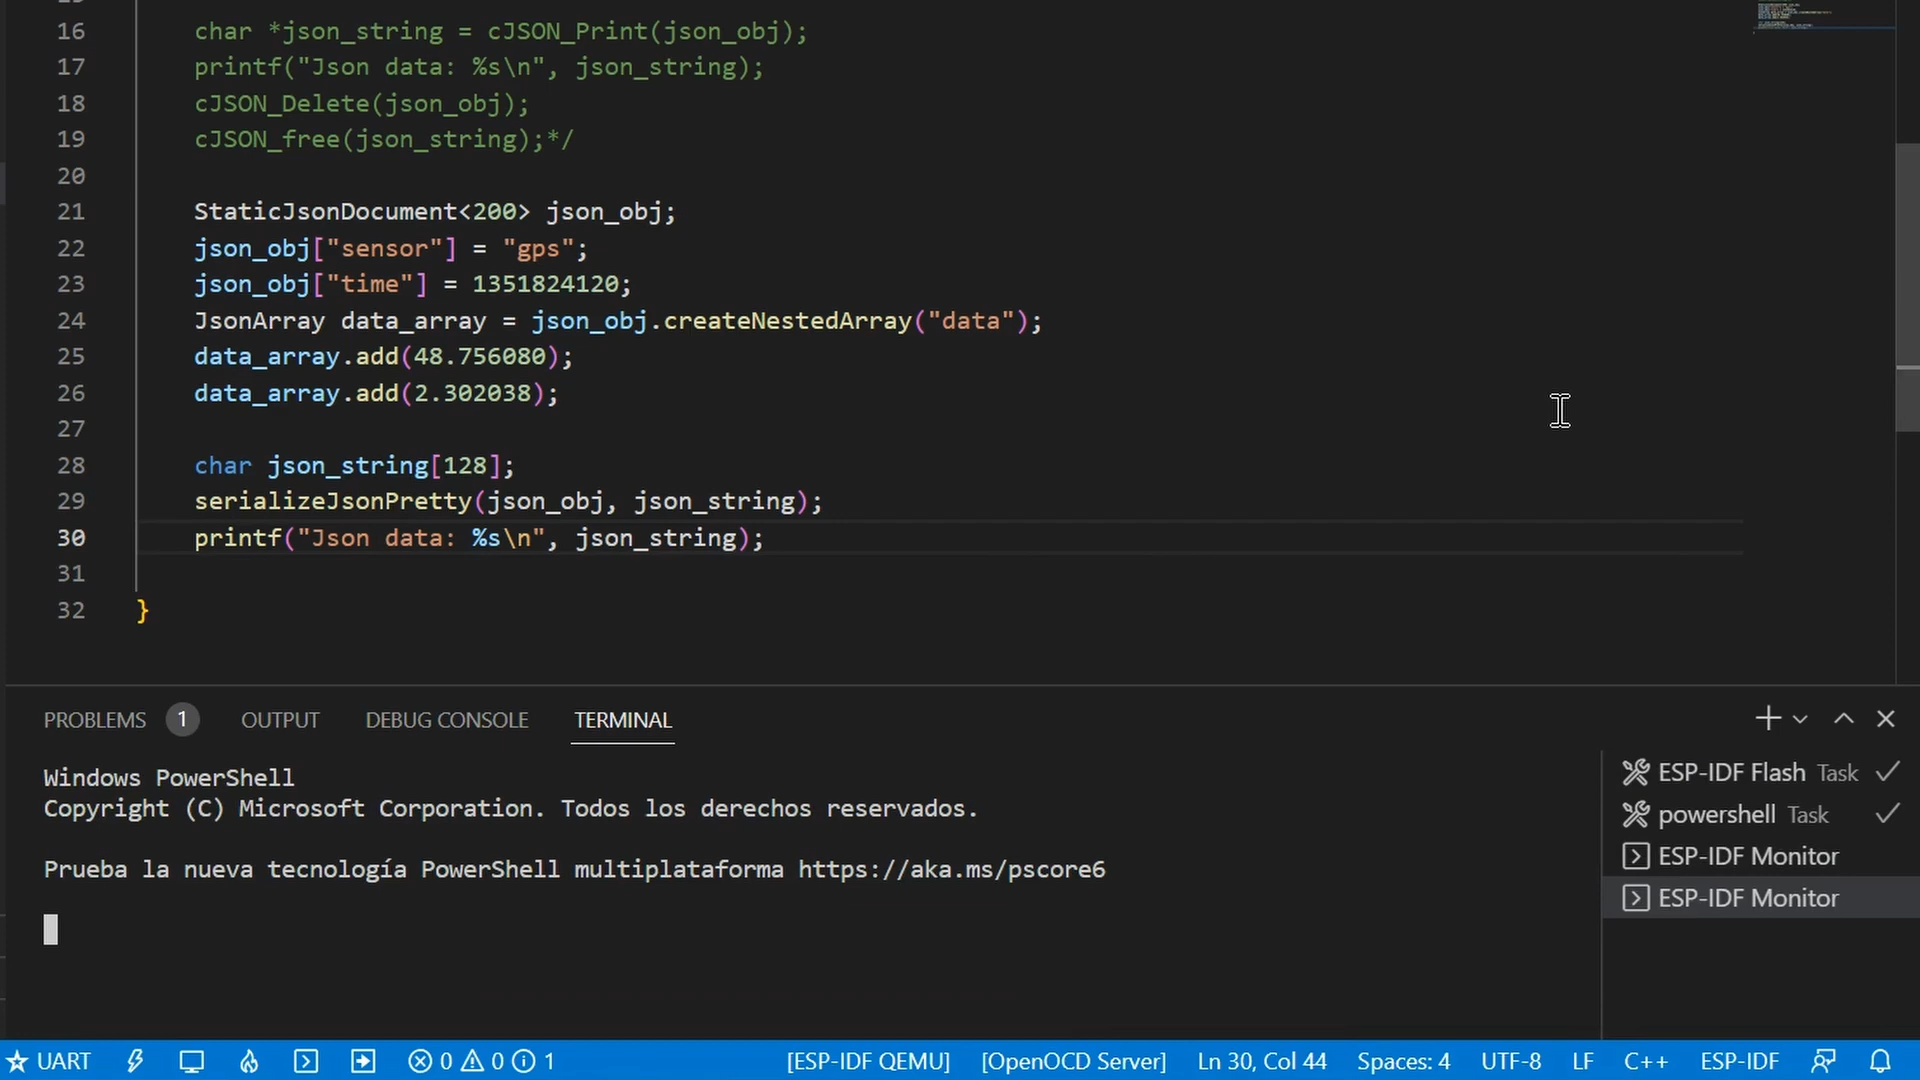 16 char *json_string = cJSON_Print(json_obj);
17 printf("Json data: %s\n", json_string);
18 cJSON_Delete(json_obj);
19 cJSON_free(json_string);*/
20
21 StaticJsonDocument<200> json_obj;
22 json_obj["sensor"] = "gps";
23 json_obj["time"] = 1351824120;
24 JsonArray data_array = json_obj.createNestedArray("data");
25 data_array.add(48.756080);
26 data_array.add(2.302038);
27
28 char json_string[128];
29 serializeJsonPretty(json_obj, json_string);
30 printf("Json data: %s\n", json_string);
31
32 }
PROBLEMS 1 OUTPUT DEBUG CONSOLE TERMINAL
Windows PowerShell
Copyright (C) Microsoft Corporation. Todos los derechos reservados.
Prueba la nueva tecnología PowerShell multiplataforma https://aka.ms/pscore6
ESP-IDF Flash Task
powershell Task
ESP-IDF Monitor
ESP-IDF Monitor
UART 0 0 1 [ESP-IDF QEMU] [OpenOCD Server] Ln 30, Col 44 Spaces: 4 UTF-8 LF C++ ESP-IDF